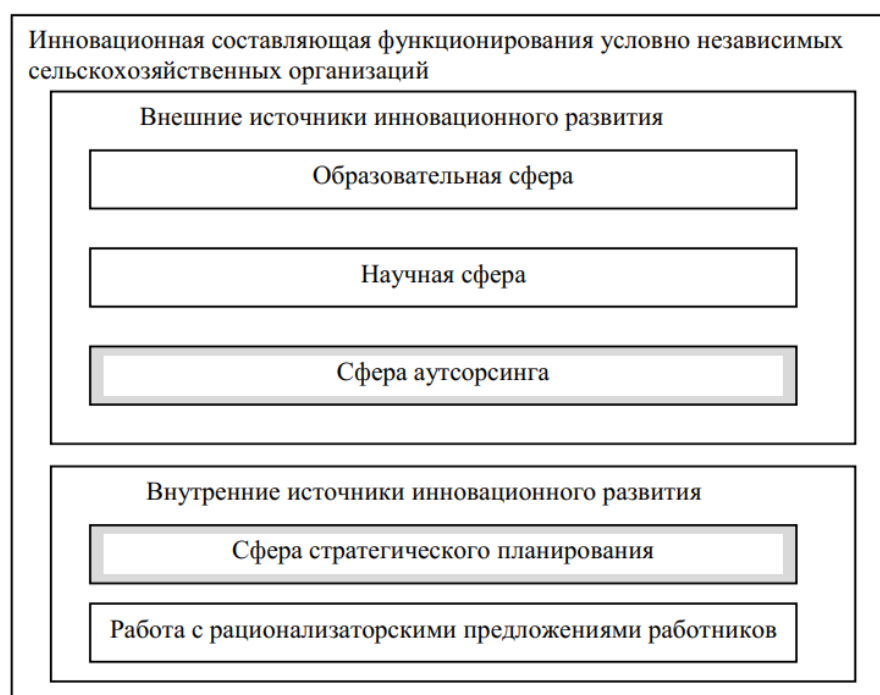 Инновационная составляющая функционирования условно независимых
сельскохозяйственных организаций
Внешние источники инновационного развития
Образовательная сфера
Научная сфера
Сфера аутсорсинга
Внутренние источники инновационного развития
Сфера стратегического планирования
Работа с рационализаторскими предложениями работников